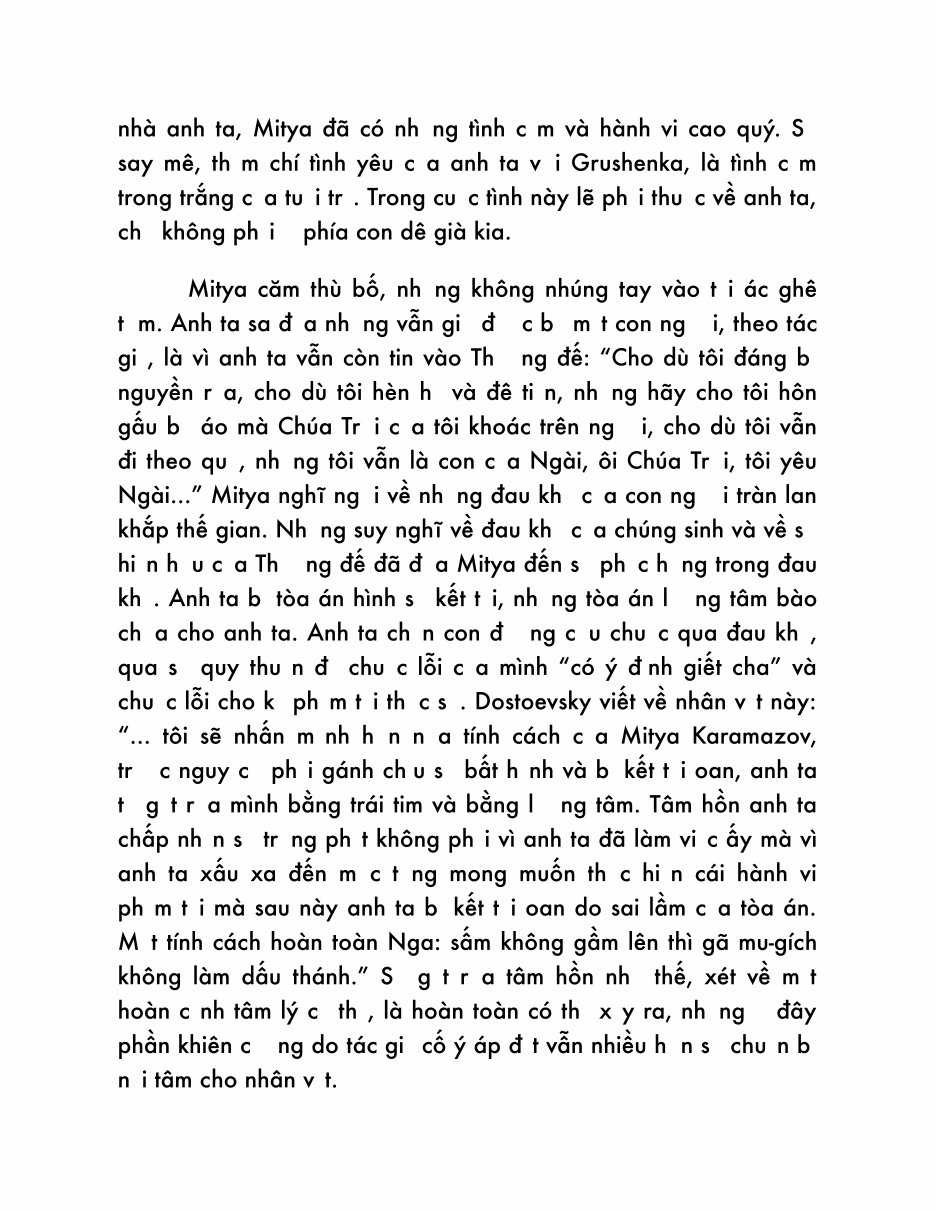 nhà anh ta, Mitya đã có nh ng tình c m và hành vi cao quý. S
say mê, th m chí tình yêu c a anh ta v i Grushenka, là tình c m
trong trắng c a tu i tr . Trong cu c tình này lẽ ph i thu c về anh ta,
ch không ph i phía con dê già kia.
Mitya căm thù bố, nh ng không nhúng tay vào t i ác ghê
t m. Anh ta sa đ a nh ng vẫn gi đ c b m t con ng i, theo tác
gi , là vì anh ta vẫn còn tin vào Th ng đế: “Cho dù tôi đáng b
nguyền r a, cho dù tôi hèn h và đê ti n, nh ng hãy cho tôi hôn
gấu b áo mà Chúa Tr i c a tôi khoác trên ng i, cho dù tôi vẫn
đi theo qu , nh ng tôi vẫn là con c a Ngài, ôi Chúa Tr i, tôi yêu
Ngài...” Mitya nghĩ ng i về nh ng đau kh c a con ng i tràn lan
khắp thế gian. Nh ng suy nghĩ về đau kh c a chúng sinh và về s
hi n h u c a Th ng đế đã đ a Mitya đến s ph c h ng trong đau
kh . Anh ta b tòa án hình s kết t i, nh ng tòa án l ng tâm bào
ch a cho anh ta. Anh ta ch n con đ ng c u chu c qua đau kh ,
qua s quy thu n đ chu c lỗi c a mình “có ý đ nh giết cha” và
chu c lỗi cho k ph m t i th c s . Dostoevsky viết về nhân v t này:
“... tôi sẽ nhấn m nh h n n a tính cách c a Mitya Karamazov,
tr c nguy c ph i gánh ch u s bất h nh và b kết t i oan, anh ta
t g t r a mình bằng trái tim và bằng l ng tâm. Tâm hồn anh ta
chấp nh n s tr ng ph t không ph i vì anh ta đã làm vi c ấy mà vì
anh ta xấu xa đến m c t ng mong muốn th c hi n cái hành vi
ph m t i mà sau này anh ta b kết t i oan do sai lầm c a tòa án.
M t tính cách hoàn toàn Nga: sấm không gầm lên thì gã mu-gích
không làm dấu thánh.” S g t r a tâm hồn nh thế, xét về m t
hoàn c nh tâm lý c th , là hoàn toàn có th x y ra, nh ng đây
phần khiên c ng do tác gi cố ý áp đ t vẫn nhiều h n s chu n b
n i tâm cho nhân v t.